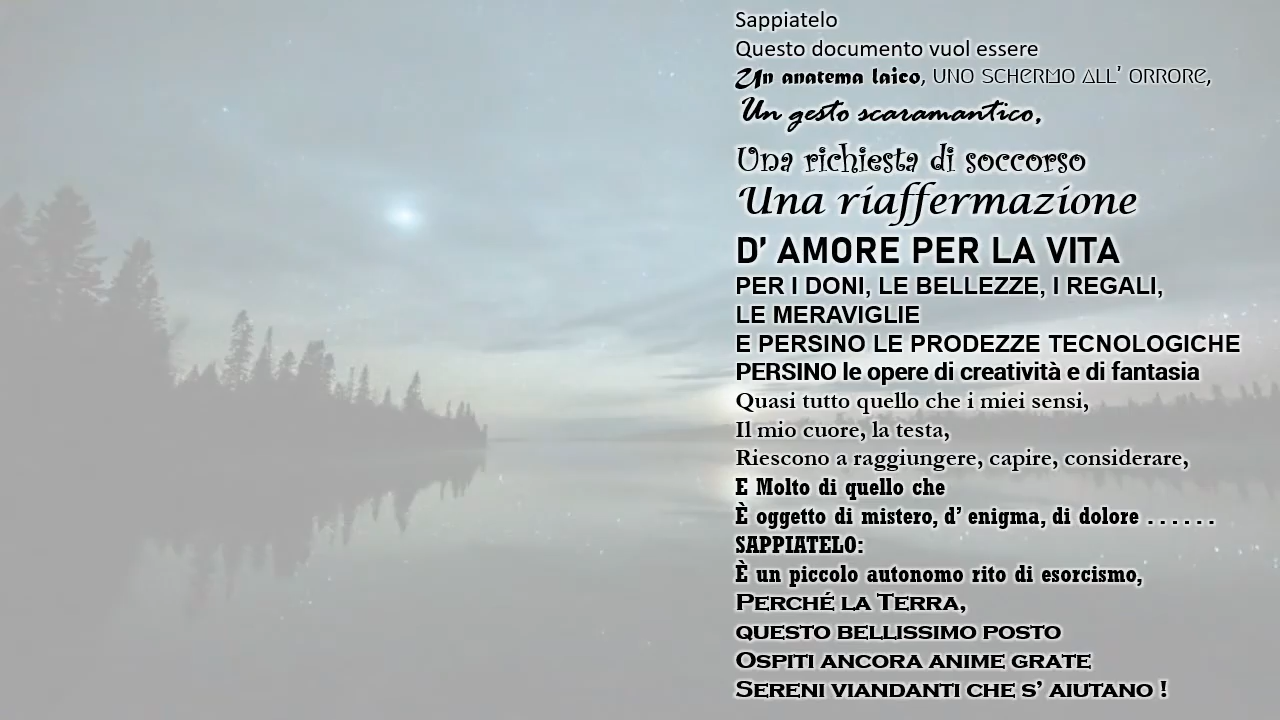 Sappiatelo
Questo documento vuol essere
Un anatema laico, UNO SCHERMO ALL' ORRORE,
Un gesto scaramantico,
Una richiesta di soccorso
Una riaffermazione
D' AMORE PER LA VITA
PER I DONI, LE BELLEZZE, I REGALI,
LE MERAVIGLIE
E PERSINO LE PRODEZZE TECNOLOGICHE
PERSINO le opere di creatività e di fantasia
Quasi tutto quello che i miei sensi,
Il mio cuore, la testa,
Riescono a raggiungere, capire, considerare,
E Molto di quello che
È oggetto di mistero, d' enigma, di dolore . . . . . .
SAPPIATELO:
È un piccolo autonomo rito di esorcismo,
Perché la Terra,
questo bellissimo posto
Ospiti ancora anime grate
Sereni viandanti che s' aiutano !